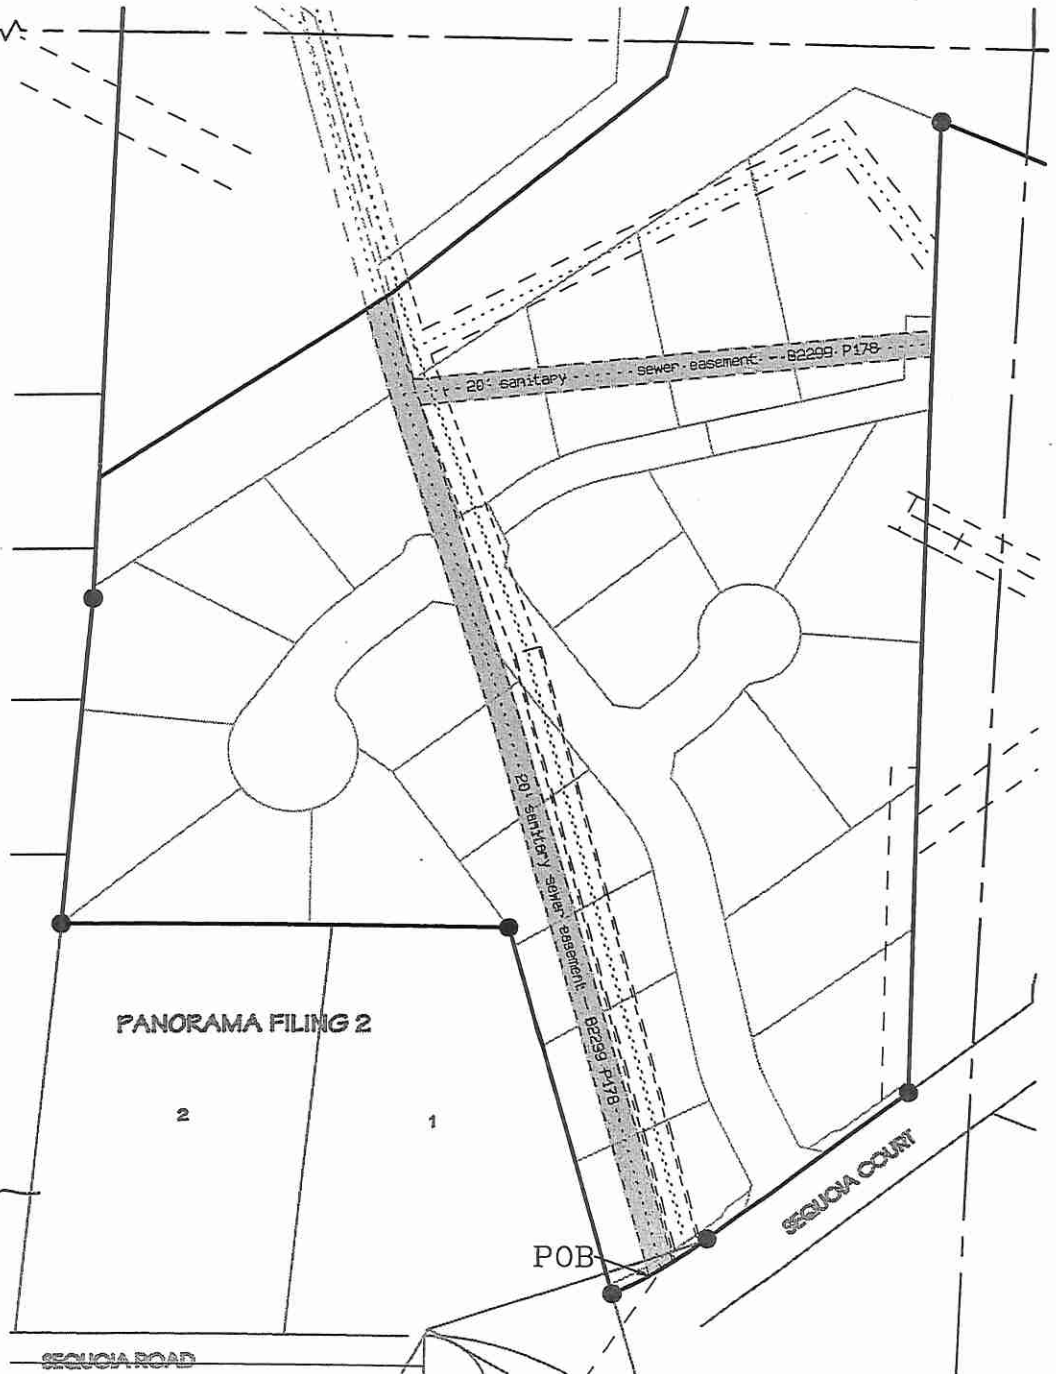 20' sanitary sewer easement - B2299 P178
20' sanitary sewer easement - B2299 P178
PANORAMA FILING 2
2
1
SEQUOIA COURT
POB
SEQUOIA ROAD